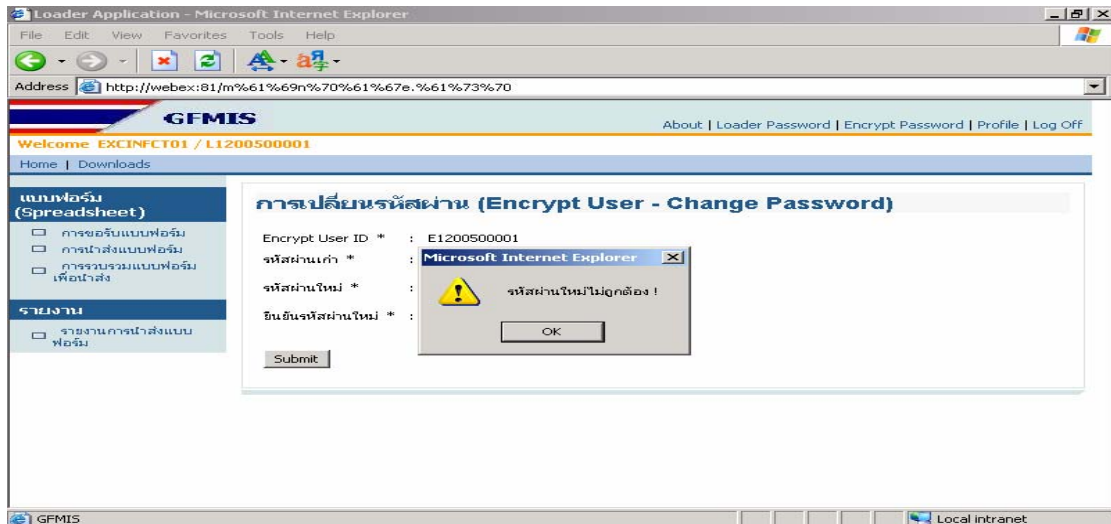 Loader Application - Microsoft Internet Explorer
File Edit View Favorites Tools Help
Address http://webex:81/m%61%69n%70%61%67e.%61%73%70
GFMIS
About | Loader Password | Encrypt Password | Profile | Log Off
Welcome EXCINFCT01 / L1200500001
Home | Downloads
แบบฟอร์ม
(Spreadsheet)
การขอรับแบบฟอร์ม
การนำส่งแบบฟอร์ม
การรวบรวมแบบฟอร์ม
เพื่อนำส่ง
รายงาน
รายงานการนำส่งแบบ
ฟอร์ม
การเปลี่ยนรหัสผ่าน (Encrypt User - Change Password)
Encrypt User ID * : E1200500001
รหัสผ่านเก่า * :
รหัสผ่านใหม่ * :
ยืนยันรหัสผ่านใหม่ * :
Submit
Microsoft Internet Explorer
รหัสผ่านใหม่ไม่ถูกต้อง !
OK
GFMIS
Local intranet